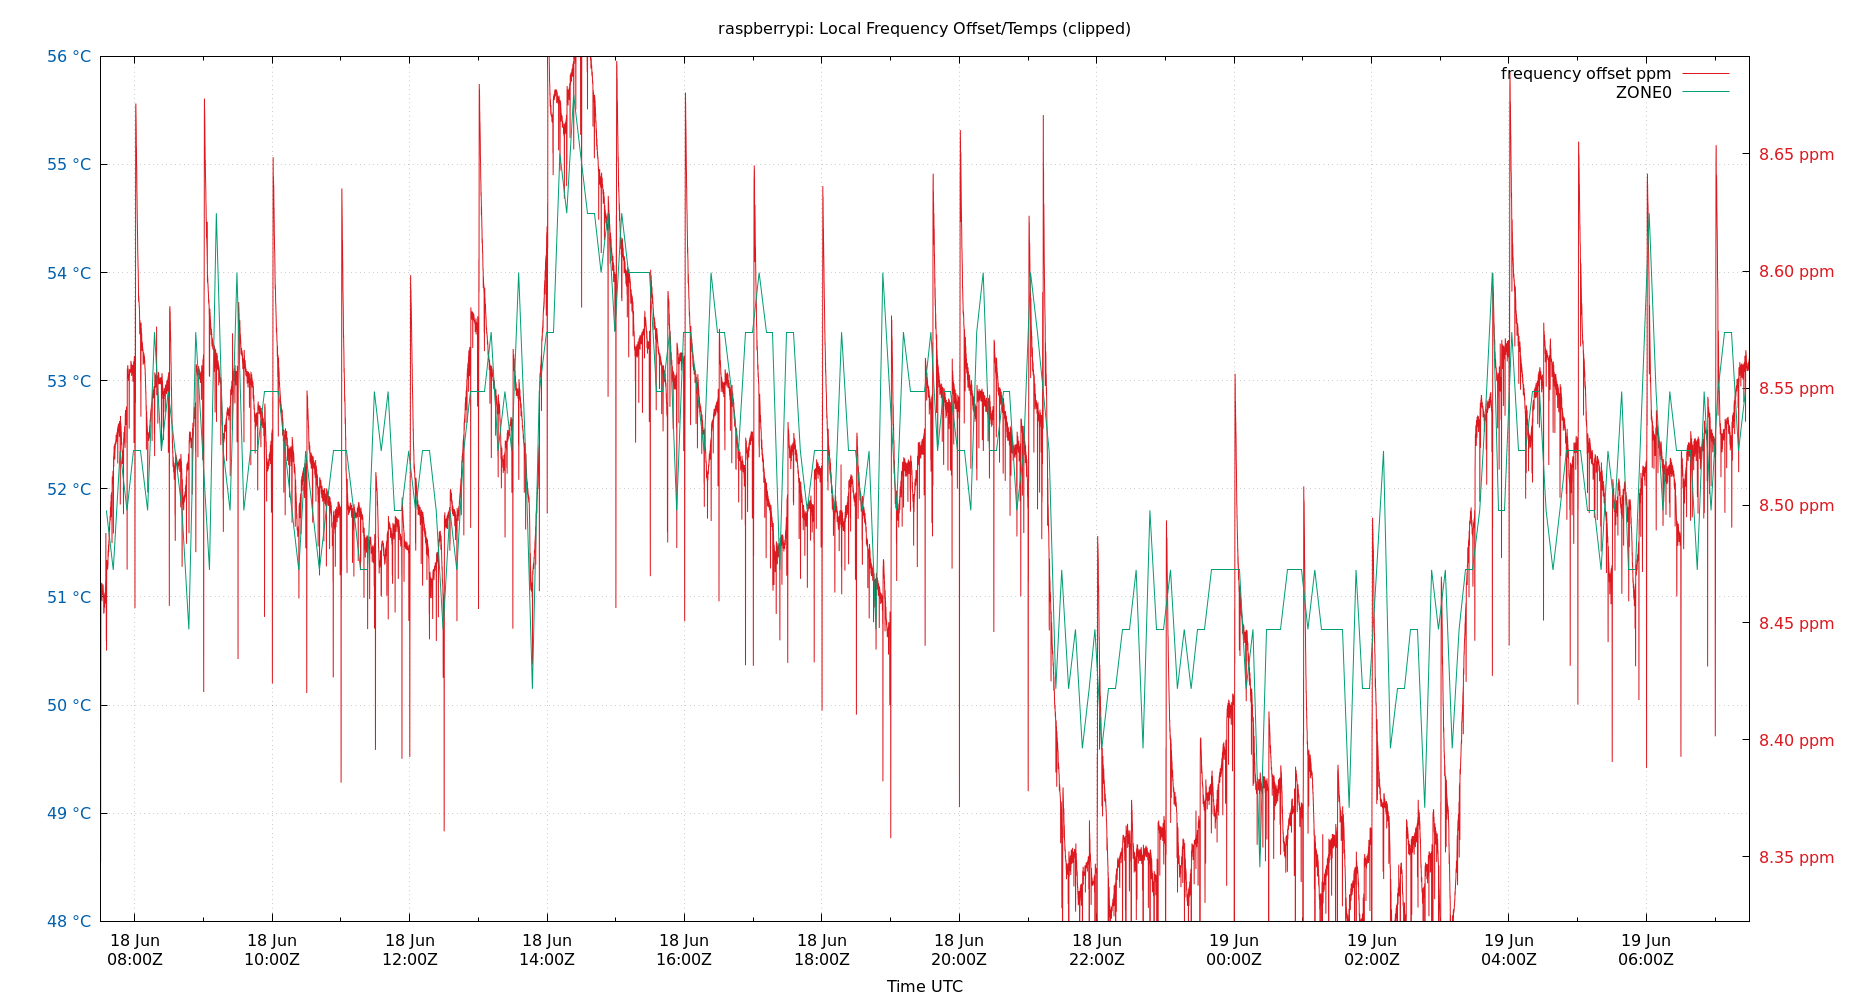 raspberrypi: Local Frequency Offset/Temps (clipped)
56 °C
55 °C
54 °C
53 °C
52 °C
51 °C
50 °C
49 °C
48 °C
frequency offset ppm
ZONE0
8.65 ppm
8.60 ppm
8.55 ppm
8.50 ppm
8.45 ppm
8.40 ppm
8.35 ppm
18 Jun
08:00Z
18 Jun
10:00Z
18 Jun
12:00Z
18 Jun
14:00Z
18 Jun
16:00Z
18 Jun
18:00Z
18 Jun
20:00Z
18 Jun
22:00Z
19 Jun
00:00Z
19 Jun
02:00Z
19 Jun
04:00Z
19 Jun
06:00Z
Time UTC